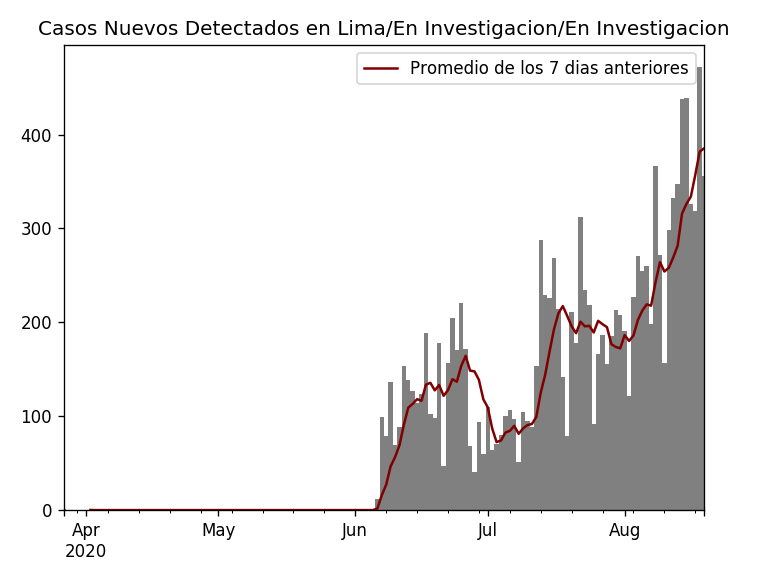 Casos Nuevos Detectados en Lima/En Investigacion/En Investigacion
Promedio de los 7 dias anteriores
400
300
200
100
0
Apr May Jun Jul Aug
2020